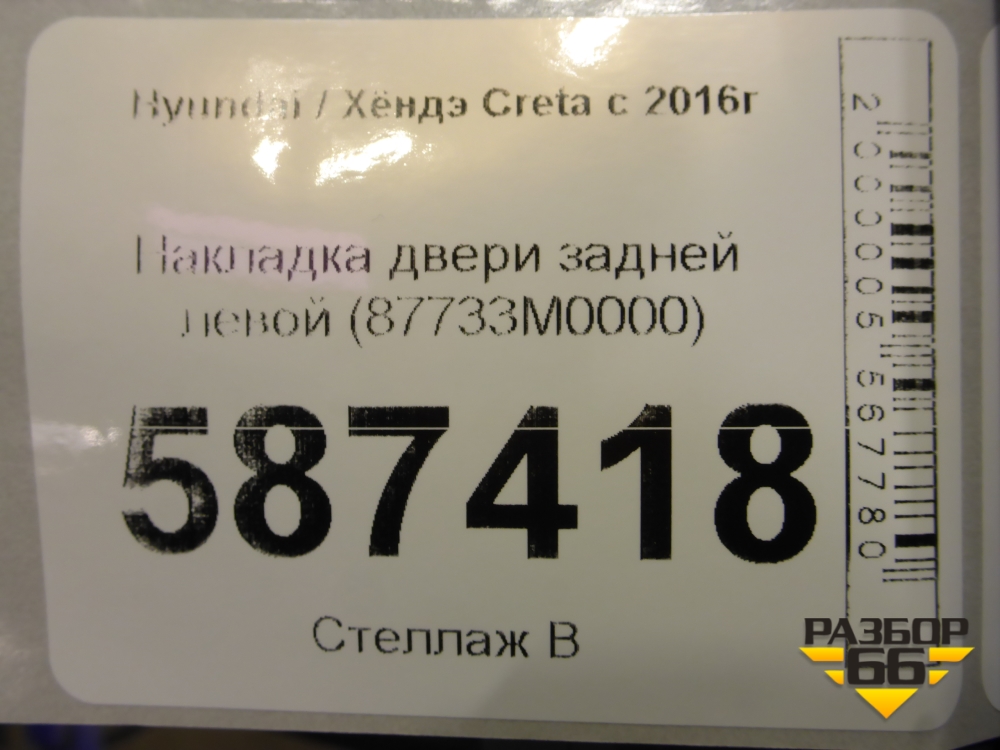 Hyundai / Хёндэ Creta с 2016г
Накладка двери задней
левой (87733M0000)
587418
Стеллаж В
2000005567780
РАЗБОР
66